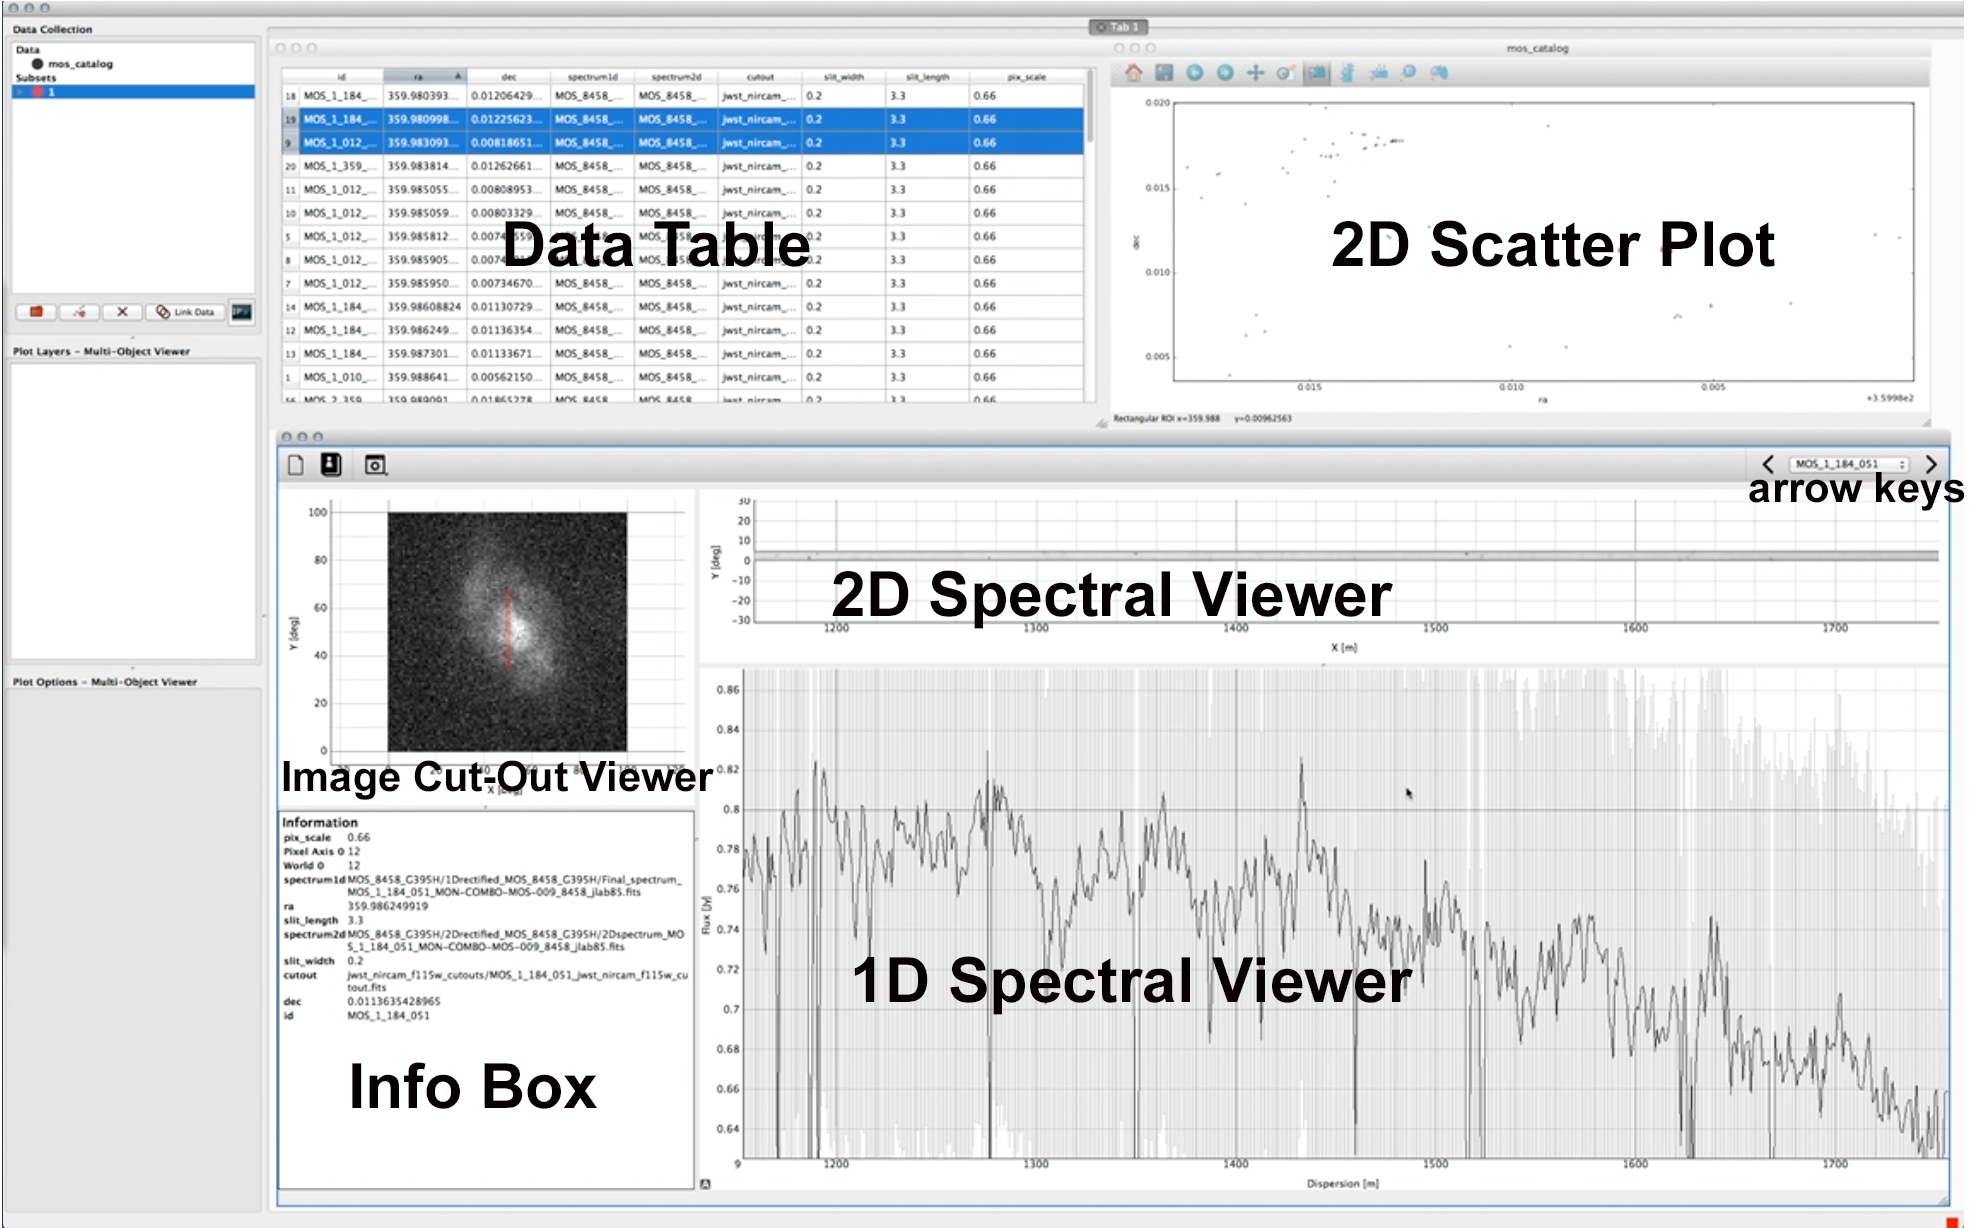 Data Collection
Data
mos_catalog
Subsets
1
Link Data
Plot Layers - Multi-Object Viewer
Plot Options - Multi-Object Viewer
Tab 1
id ra dec spectrum1d spectrum2d cutout slit_width slit_length pix_scale
18 MOS_1_184_... 359.980393... 0.01206429... MOS_8458_... MOS_8458_... jwst_nircam_... 0.2 3.3 0.66
19 MOS_1_184_... 359.980998... 0.01225623... MOS_8458_... MOS_8458_... jwst_nircam_... 0.2 3.3 0.66
9 MOS_1_012_... 359.983093... 0.00818651... MOS_8458_... MOS_8458_... jwst_nircam_... 0.2 3.3 0.66
20 MOS_1_359_... 359.983814... 0.01262661... MOS_8458_... MOS_8458_... jwst_nircam_... 0.2 3.3 0.66
11 MOS_1_012_... 359.985055... 0.00808953... MOS_8458_... MOS_8458_... jwst_nircam_... 0.2 3.3 0.66
10 MOS_1_012_... 359.985059... 0.00803329... MOS_8458_... MOS_8458_... jwst_nircam_... 0.2 3.3 0.66
5 MOS_1_012_... 359.985812... 0.2 3.3 0.66
8 MOS_1_012_... 359.985905... 0.2 3.3 0.66
7 MOS_1_012_... 359.985950... 0.00734670... MOS_8458_... MOS_8458_... jwst_nircam_... 0.2 3.3 0.66
14 MOS_1_184_... 359.98608824 0.01130729... MOS_8458_... MOS_8458_... jwst_nircam_... 0.2 3.3 0.66
12 MOS_1_184_... 359.986249... 0.01136354... MOS_8458_... MOS_8458_... jwst_nircam_... 0.2 3.3 0.66
13 MOS_1_184_... 359.987301... 0.01133671... MOS_8458_... MOS_8458_... jwst_nircam_... 0.2 3.3 0.66
1 MOS_1_010_... 359.988641... 0.00562150... MOS_8458_... MOS_8458_... jwst_nircam_... 0.2 3.3 0.66
Data Table
mos_catalog
0.020
0.015
0.010
0.005
dec
0.015 0.010 0.005
ra
+3.5998e2
Rectangular ROI x=359.988 y=0.00962563
2D Scatter Plot
MOS_1_184_051
arrow keys
100
80
60
40
20
0
Y [deg]
Image Cut-Out Viewer
30
20
10
0
-10
-20
-30
Y [deg]
2D Spectral Viewer
1200 1300 1400 1500 1600 1700
X [m]
Information
pix_scale 0.66
Pixel Axis 0 12
World 0 12
spectrum1d MOS_8458_G395H/1Drectified_MOS_8458_G395H/Final_spectrum_
MOS_1_184_051_MON-COMBO-MOS-009_8458_jlab85.fits
ra 359.986249919
slit_length 3.3
spectrum2d MOS_8458_G395H/2Drectified_MOS_8458_G395H/2Dspectrum_MO
S_1_184_051_MON-COMBO-MOS-009_8458_jlab85.fits
slit_width 0.2
cutout jwst_nircam_f115w_cutouts/MOS_1_184_051_jwst_nircam_f115w_cu
tout.fits
dec 0.0113635428965
id MOS_1_184_051
Info Box
0.86
0.84
0.82
0.8
0.78
0.76
0.74
0.72
0.7
0.68
0.66
0.64
Flux [Jy]
1D Spectral Viewer
9 1200 1300 1400 1500 1600 1700
Dispersion [m]